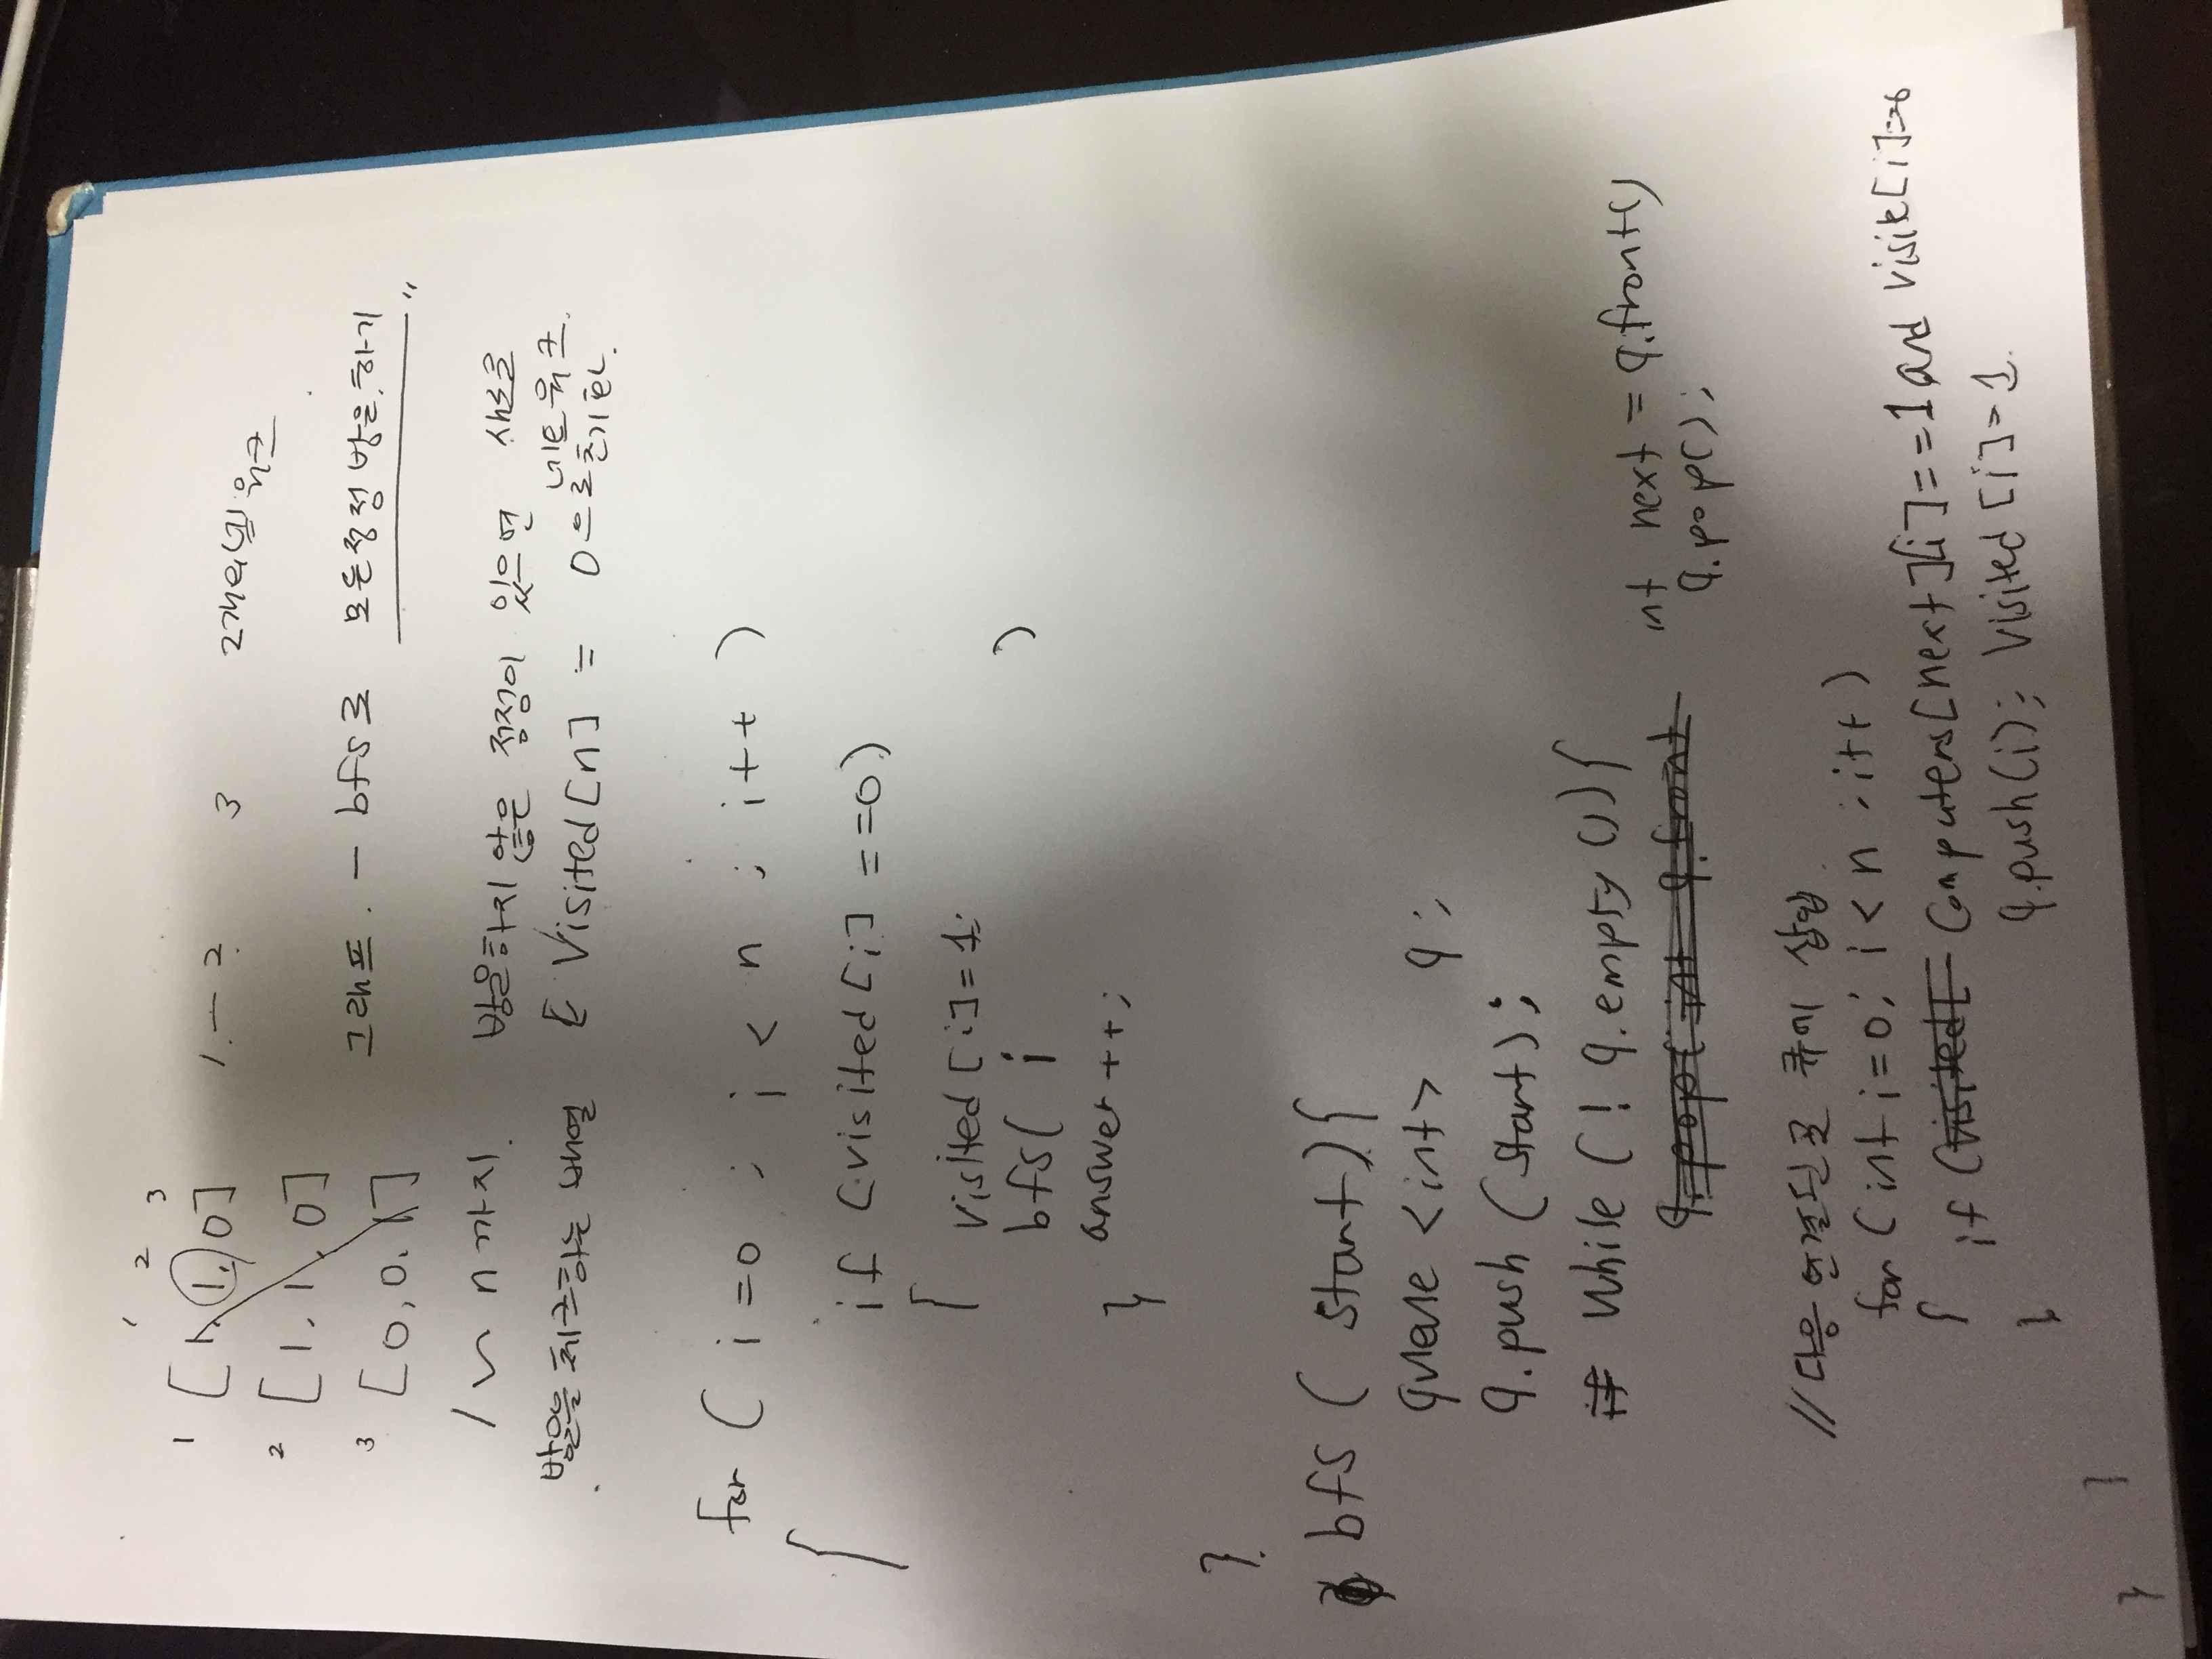 1 2 3
1 [1, 1, 0] 1 — 2 3 2개의 네트워크
2 [1, 1, 0]
3 [0, 0, 1] 그래프. — bfs로 모든정점 방문하기
1 ~ n까지. 방문하지 않은 정점이 있으면 새로운
네트워크.
방문을 체크하는 배열 Visited[n] = 0으로 초기화.
for ( i=0 ; i < n ; i++ )
{
if (visited[i] ==0)
{
visited[i]=1;
bfs( i )
answer ++;
}
}
bfs ( start){
queue <int> q;
q.push (start);
if While (! q.empty ()){
q.pop( int q.front int next = q.front()
q.pop();
// 다음 연결된곳 큐에 삽입.
for (int i=0; i<n ; i++)
{
if (visited[ Computers[next][i]==1 and visit[i]==0
q.push(i); Visited [i]=1.
}
}
}